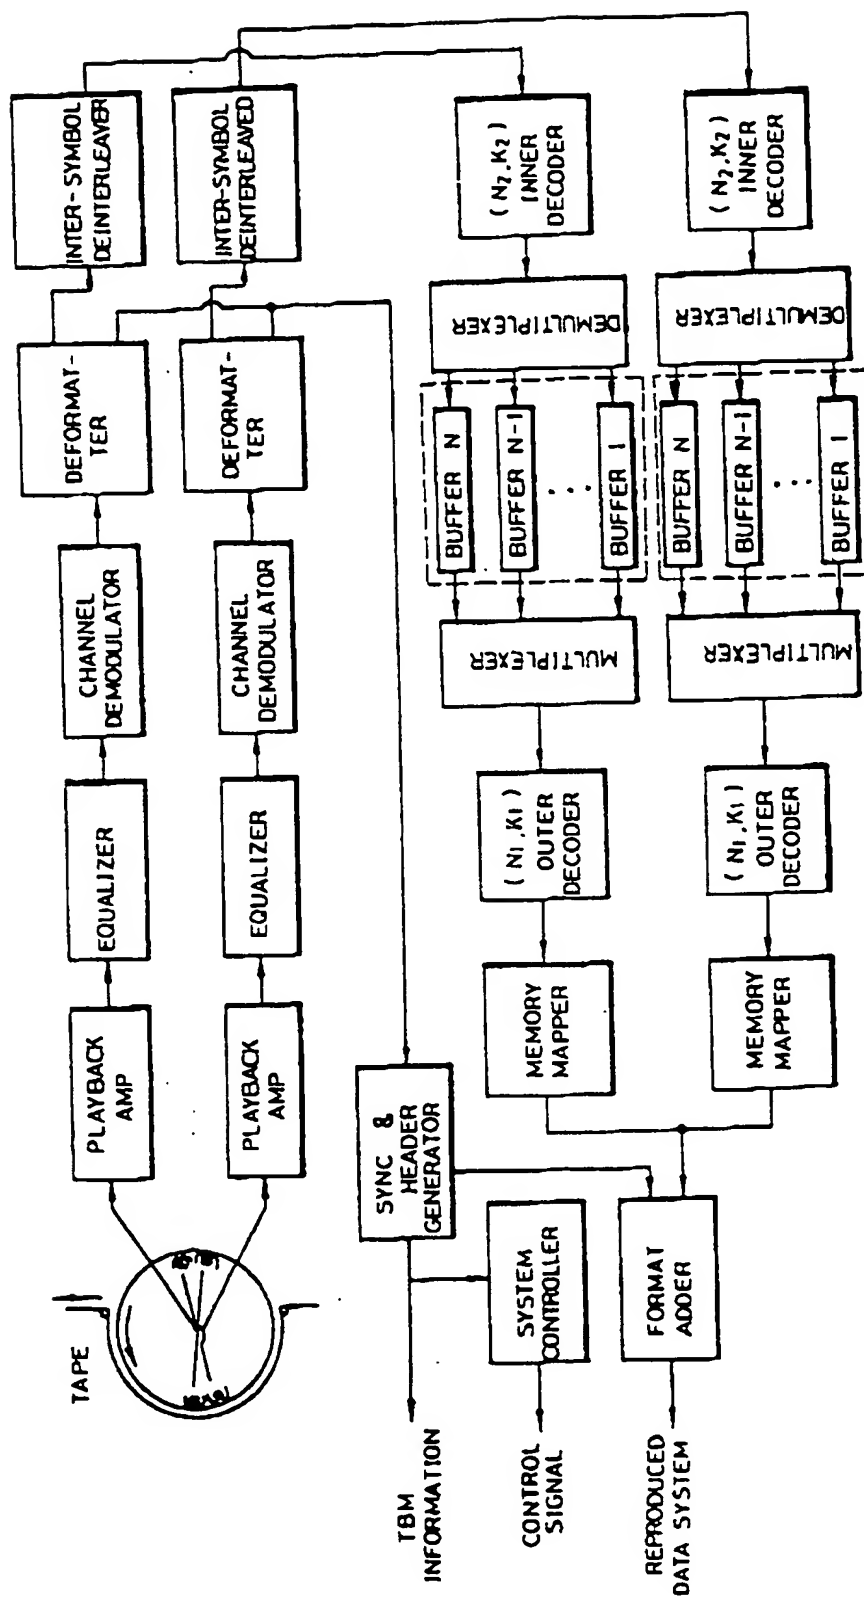 TAPE
PLAYBACK
AMP
EQUALIZER
CHANNEL
DEMODULATOR
DEFORMAT-
TER
INTER-SYMBOL
DEINTERLEAVER
PLAYBACK
AMP
EQUALIZER
CHANNEL
DEMODULATOR
DEFORMAT-
TER
INTER-SYMBOL
DEINTERLEAVED
SYNC &
HEADER
GENERATOR
TBM
INFORMATION
SYSTEM
CONTROLLER
CONTROL
SIGNAL
FORMAT
ADDER
REPRODUCED
DATA SYSTEM
MEMORY
MAPPER
(N1,K1)
OUTER
DECODER
MULTIPLEXER
BUFFER N
BUFFER N-1
...
BUFFER 1
DEMULTIPLEXER
(N2,K2)
INNER
DECODER
MEMORY
MAPPER
(N1,K1)
OUTER
DECODER
MULTIPLEXER
BUFFER N
BUFFER N-1
...
BUFFER 1
DEMULTIPLEXER
(N2,K2)
INNER
DECODER